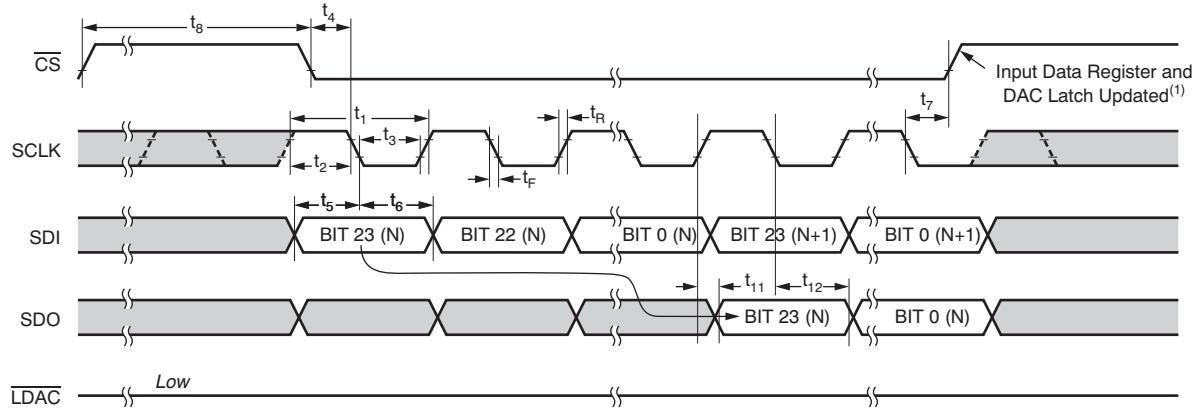 t8
t4
CS
Input Data Register and
DAC Latch Updated(1)
t1
t7
tR
t3
SCLK
t2
tF
t5
t6
SDI
BIT 23 (N)
BIT 22 (N)
BIT 0 (N)
BIT 23 (N+1)
BIT 0 (N+1)
t11
t12
SDO
BIT 23 (N)
BIT 0 (N)
Low
LDAC